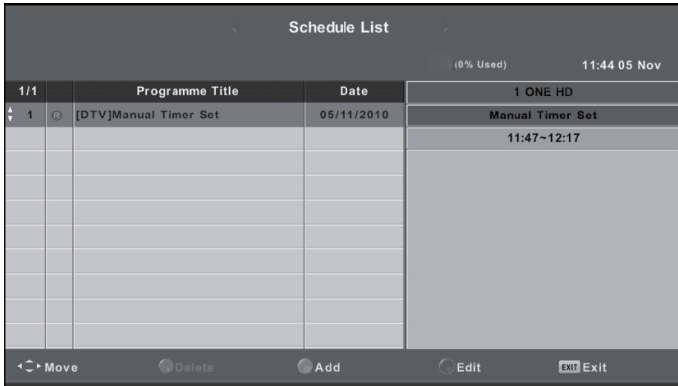 Schedule List
(0% Used) 11:44 05 Nov
1/1 Programme Title Date 1 ONE HD
1 [DTV]Manual Timer Set 05/11/2010 Manual Timer Set
11:47~12:17
Move Delete Add Edit EXIT Exit